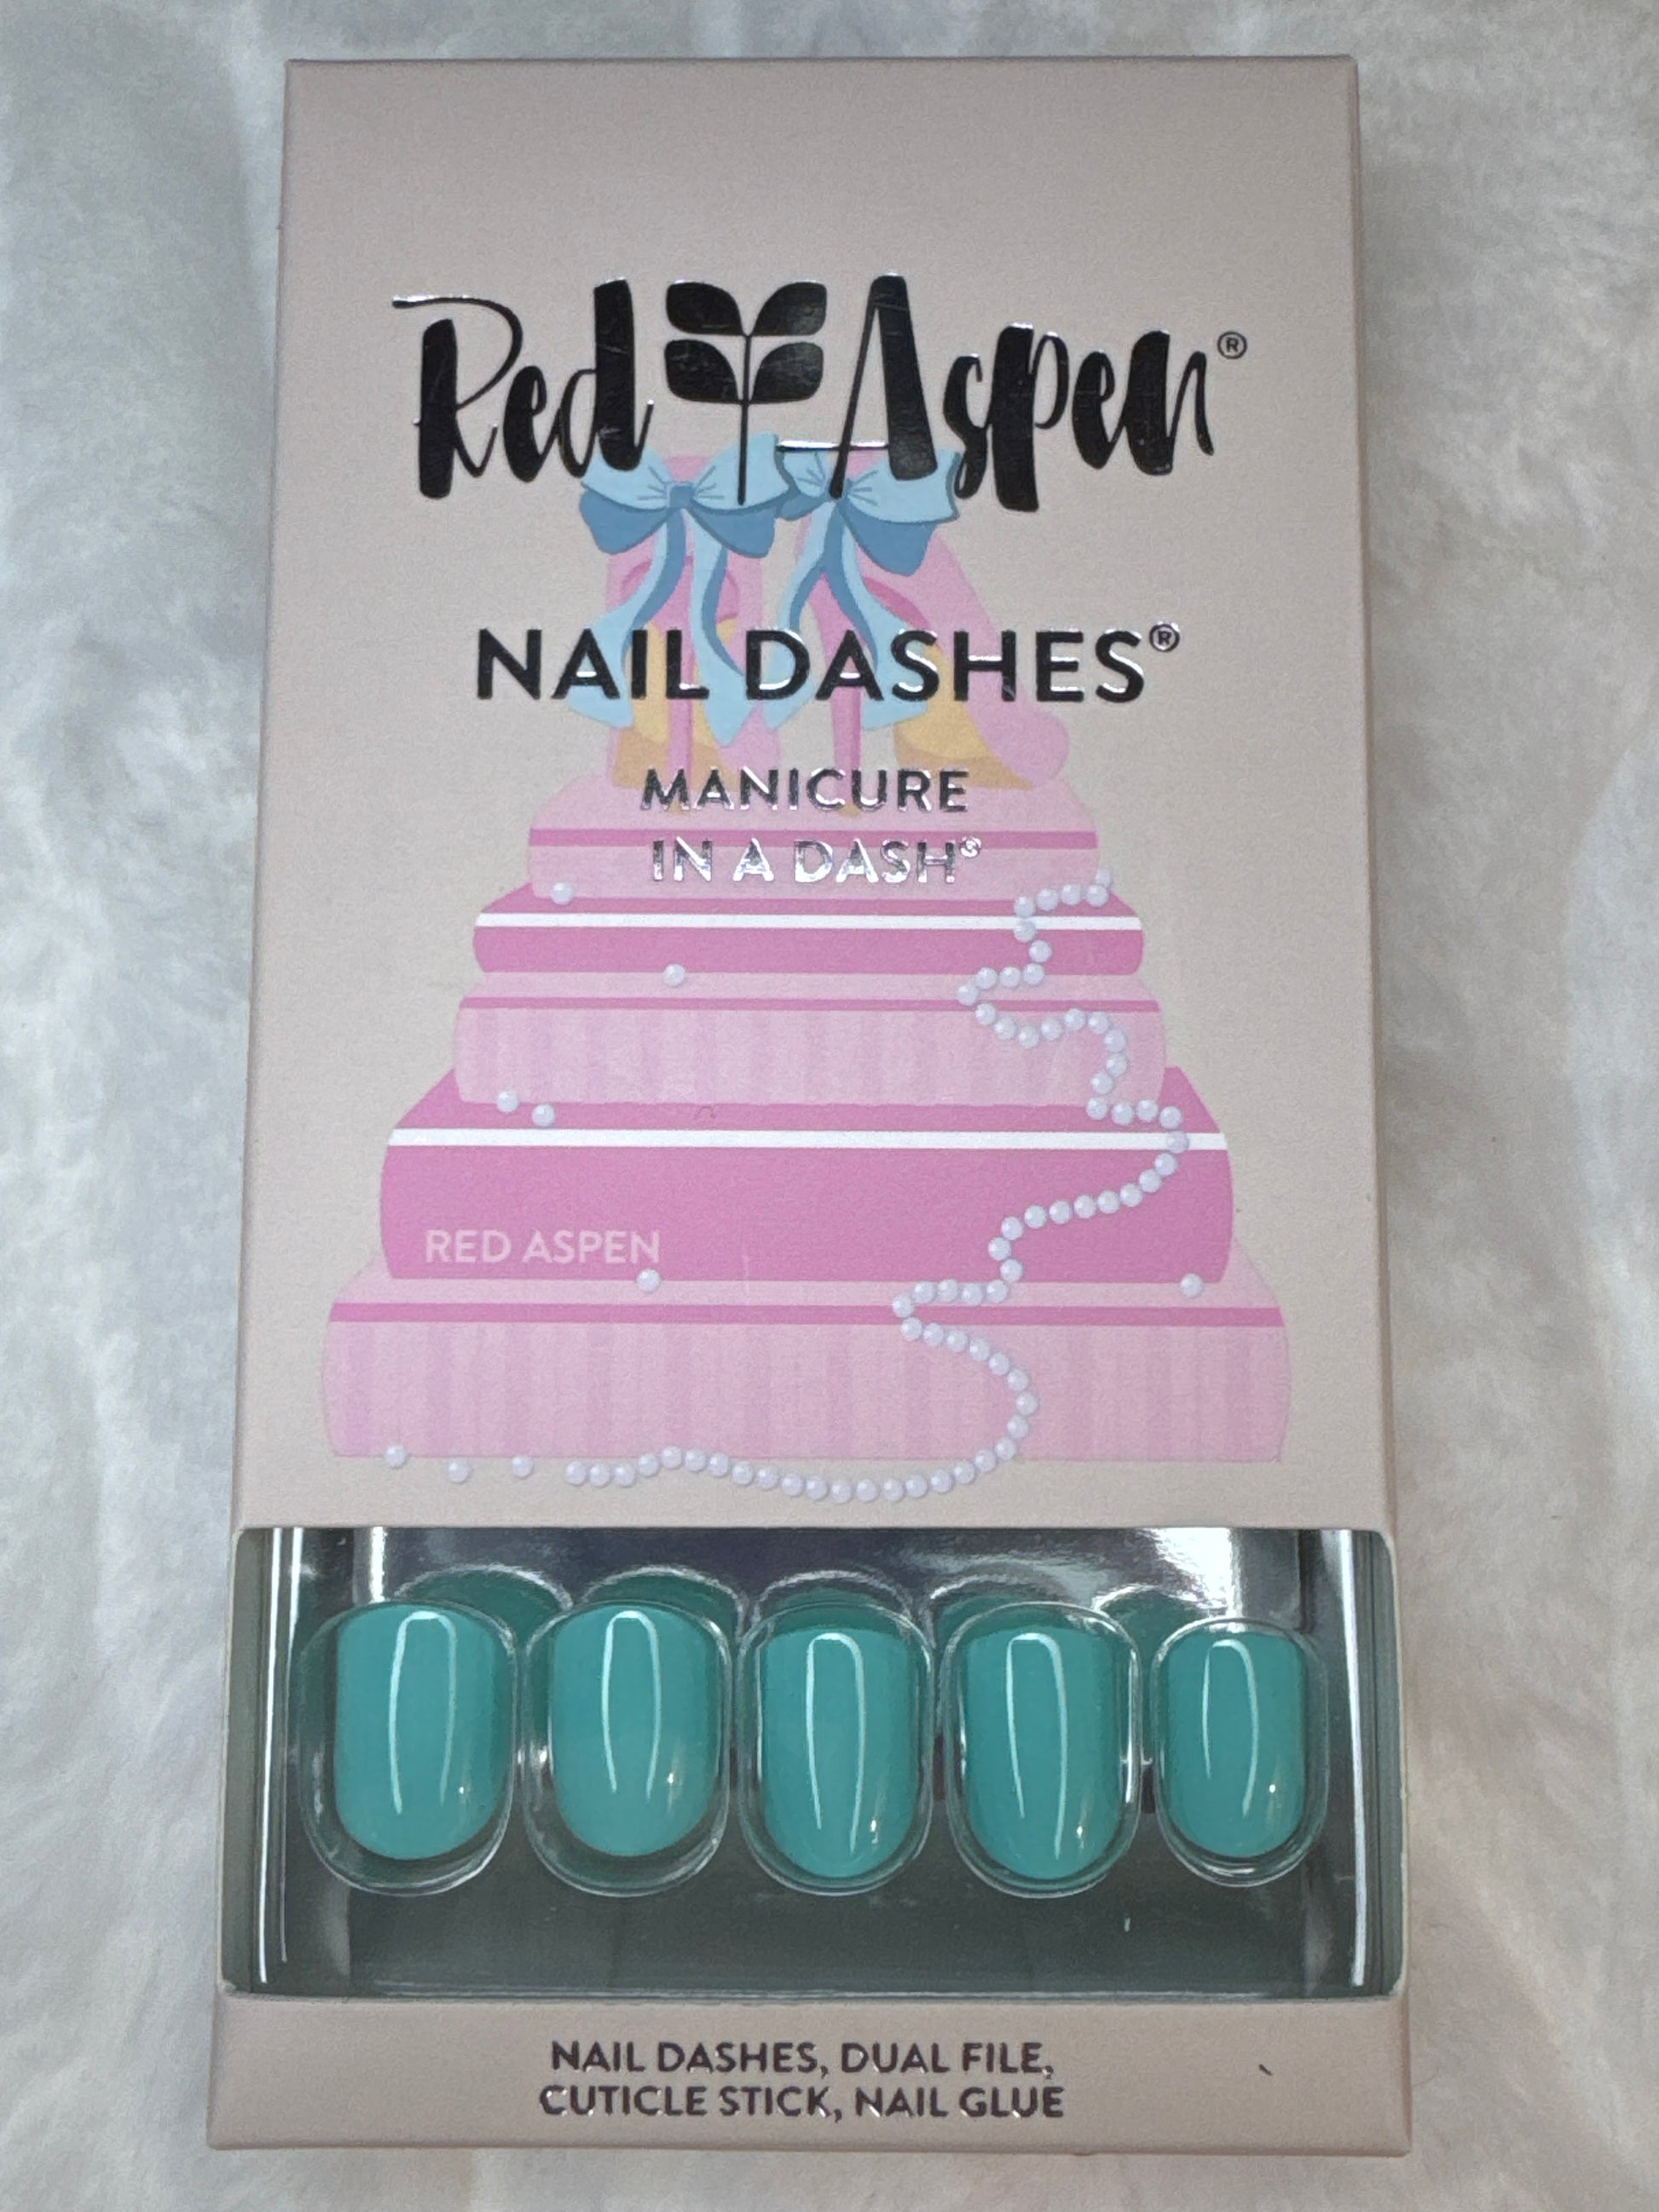 Red Aspen®
NAIL DASHES®
MANICURE
IN A DASH®
RED ASPEN
NAIL DASHES, DUAL FILE,
CUTICLE STICK, NAIL GLUE